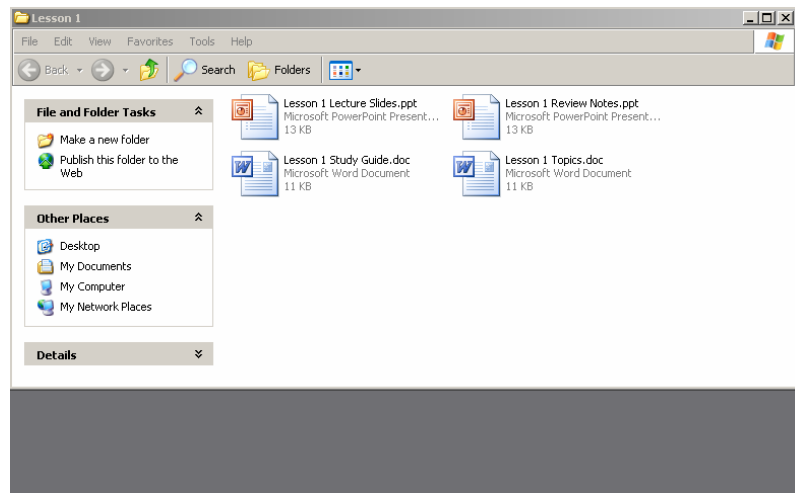 Lesson 1
File Edit View Favorites Tools Help
Back Search Folders
File and Folder Tasks
Make a new folder
Publish this folder to the
Web
Other Places
Desktop
My Documents
My Computer
My Network Places
Details
Lesson 1 Lecture Slides.ppt
Microsoft PowerPoint Present...
13 KB
Lesson 1 Review Notes.ppt
Microsoft PowerPoint Present...
13 KB
Lesson 1 Study Guide.doc
Microsoft Word Document
11 KB
Lesson 1 Topics.doc
Microsoft Word Document
11 KB